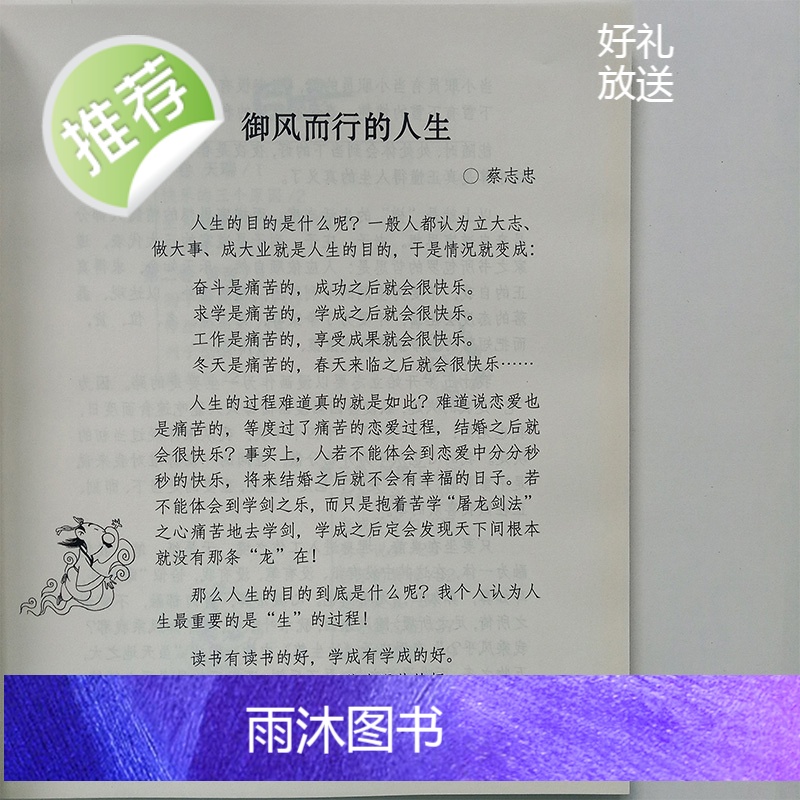 推荐
好礼
放送
御风而行的人生
○ 蔡志忠
人生的目的是什么呢？一般人都认为立大志、
做大事、成大业就是人生的目的，于是情况就变成：
奋斗是痛苦的，成功之后就会很快乐。
求学是痛苦的，学成之后就会很快乐。
工作是痛苦的，享受成果就会很快乐。
冬天是痛苦的，春天来临之后就会很快乐……
人生的过程难道真的就是如此？难道说恋爱也
是痛苦的，等度过了痛苦的恋爱过程，结婚之后就
会很快乐？事实上，人若不能体会到恋爱中分分秒
秒的快乐，将来结婚之后就不会有幸福的日子。若
不能体会到学剑之乐，而只是抱着苦学“屠龙剑法”
之心痛苦地去学剑，学成之后定会发现天下间根本
就没有那条“龙”在！
那么人生的目的到底是什么呢？我个人认为人
生最重要的是“生”的过程！
读书有读书的好，学成有学成的好。
雨沐图书